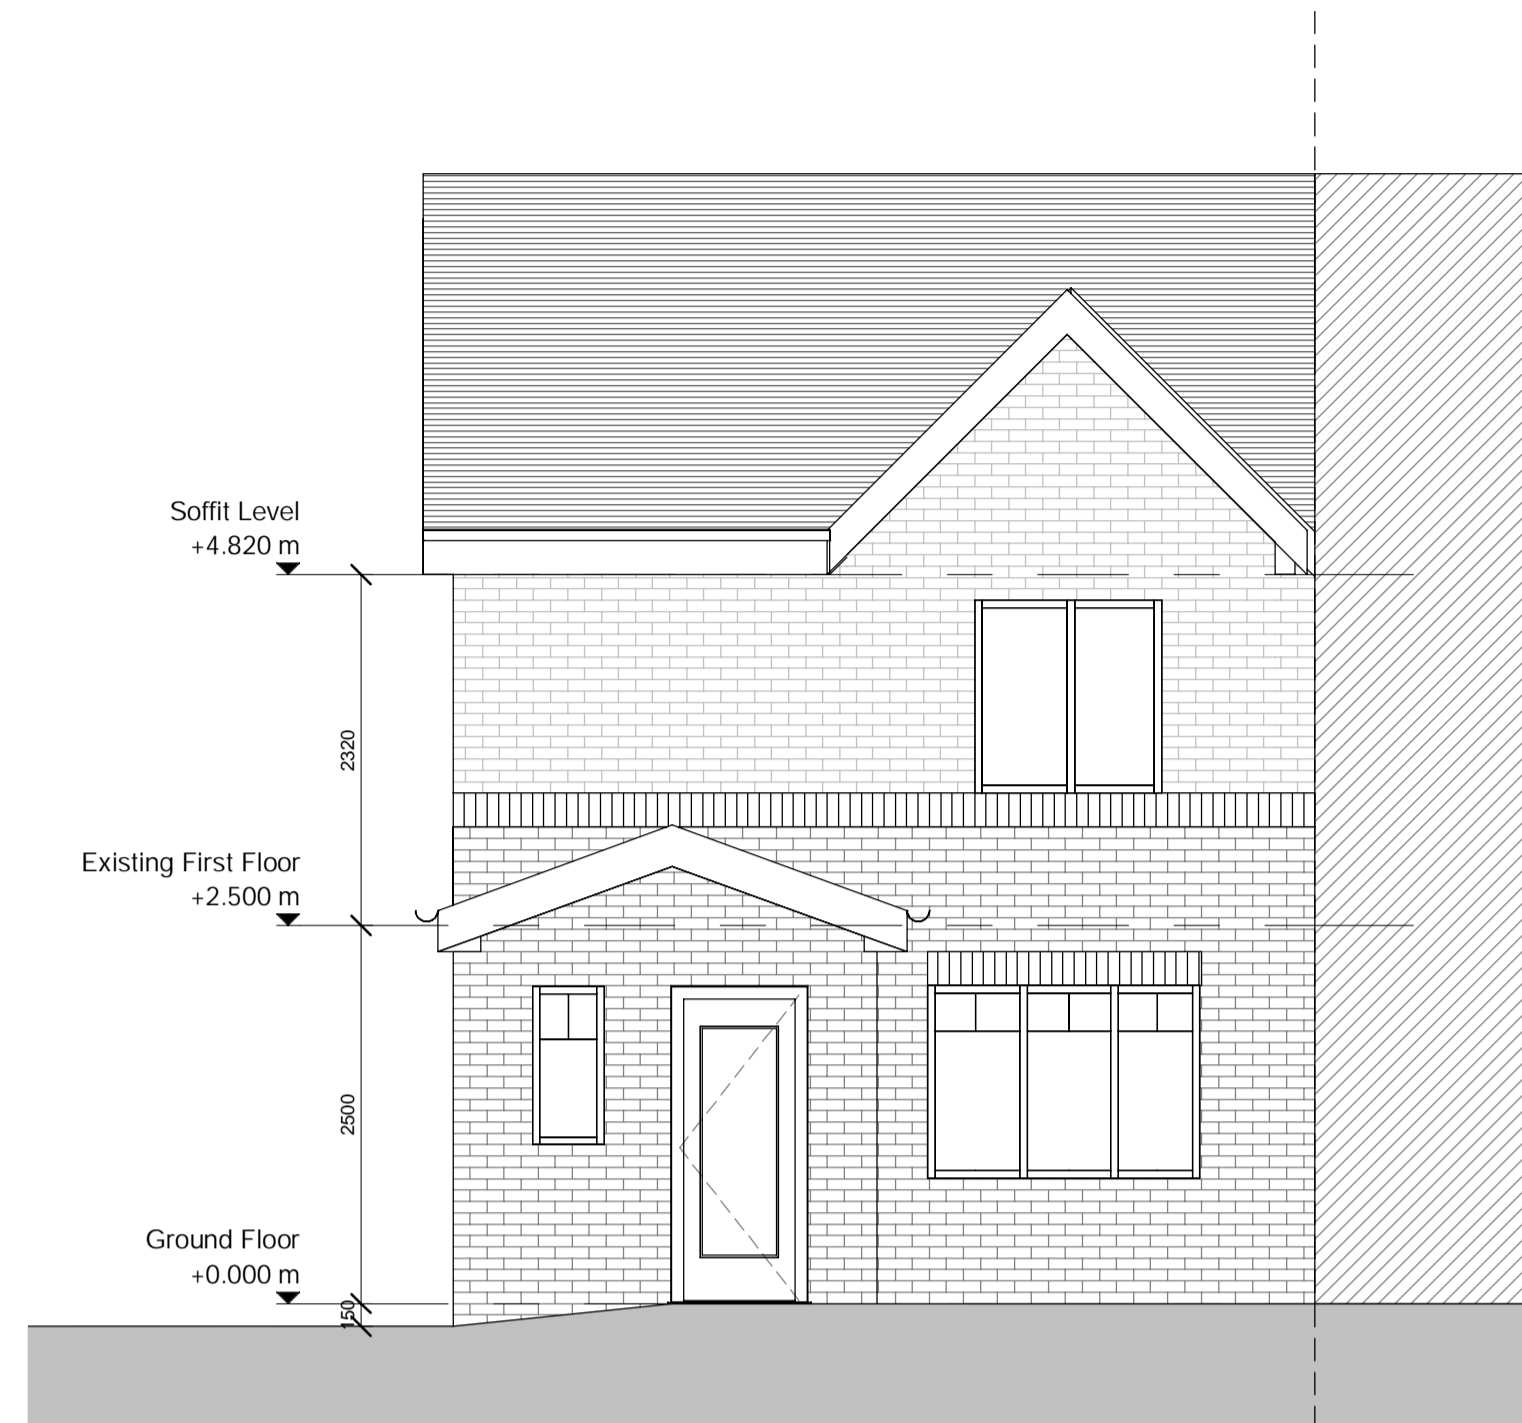 Soffit Level
+4.820 m
2320
Existing First Floor
+2.500 m
2500
Ground Floor
+0.000 m
150